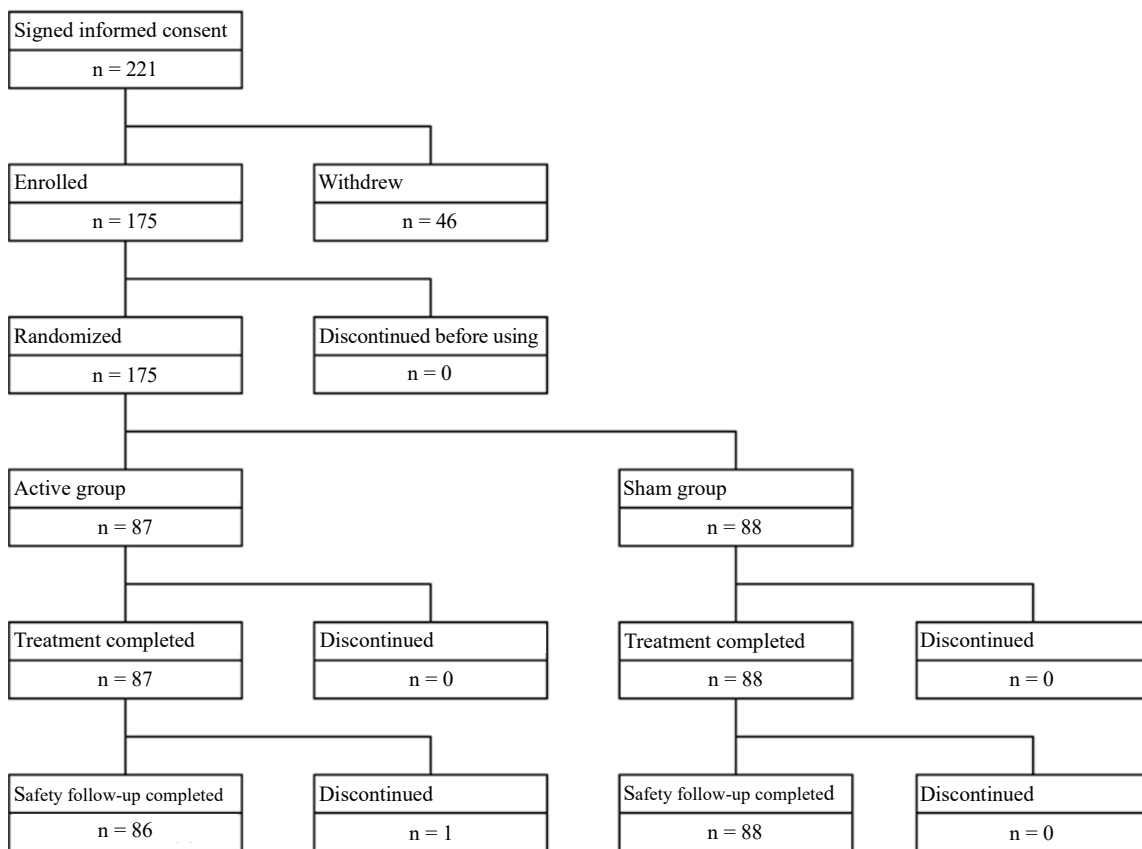 Signed informed consent
n = 221
Enrolled
n = 175
Withdrew
n = 46
Randomized
n = 175
Discontinued before using
n = 0
Active group
n = 87
Sham group
n = 88
Treatment completed
n = 87
Discontinued
n = 0
Treatment completed
n = 88
Discontinued
n = 0
Safety follow-up completed
n = 86
Discontinued
n = 1
Safety follow-up completed
n = 88
Discontinued
n = 0